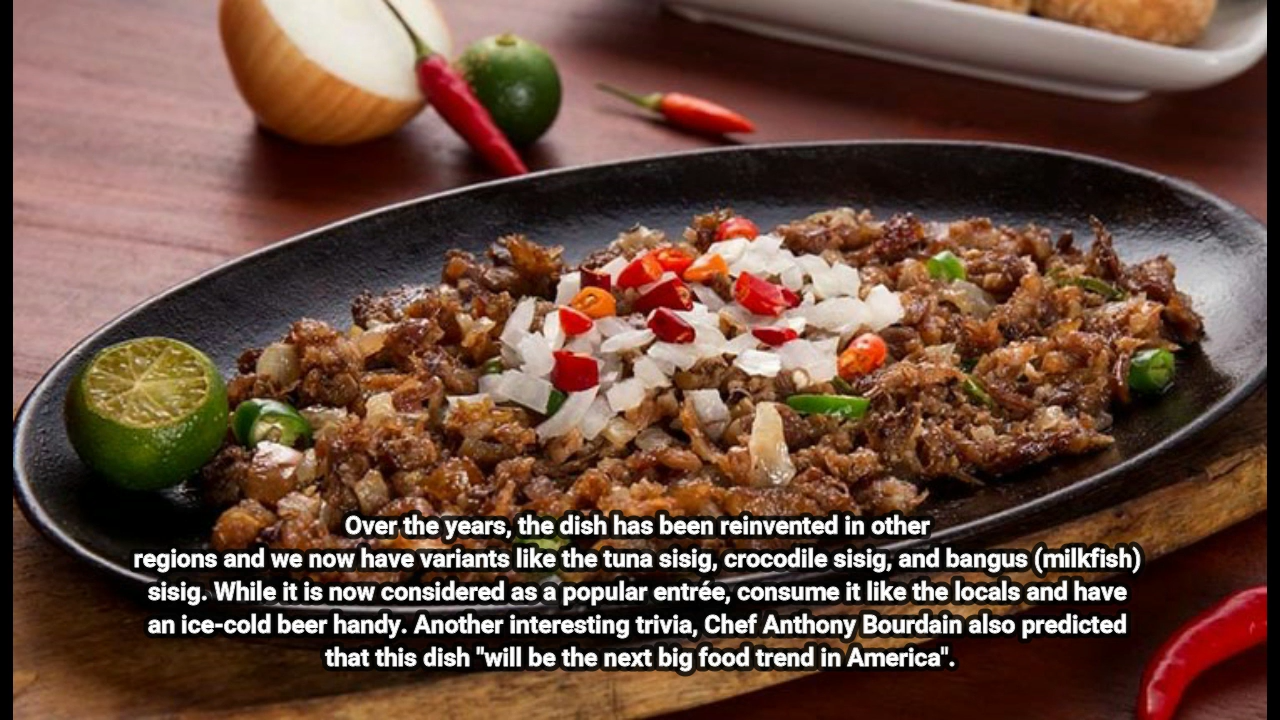 Over the years, the dish has been reinvented in other
regions and we now have variants like the tuna sisig, crocodile sisig, and bangus (milkfish)
sisig. While it is now considered as a popular entrée, consume it like the locals and have
an ice-cold beer handy. Another interesting trivia, Chef Anthony Bourdain also predicted
that this dish "will be the next big food trend in America".